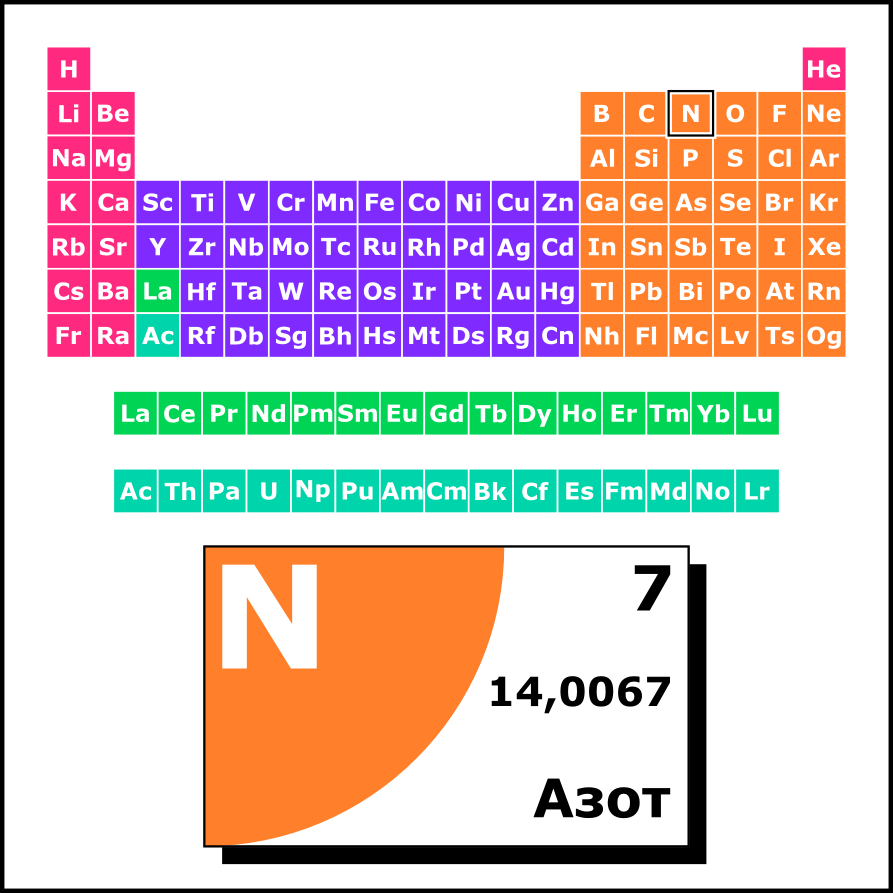 H He
Li Be B C N O F Ne
Na Mg Al Si P S Cl Ar
K Ca Sc Ti V Cr Mn Fe Co Ni Cu Zn Ga Ge As Se Br Kr
Rb Sr Y Zr Nb Mo Tc Ru Rh Pd Ag Cd In Sn Sb Te I Xe
Cs Ba La Hf Ta W Re Os Ir Pt Au Hg Tl Pb Bi Po At Rn
Fr Ra Ac Rf Db Sg Bh Hs Mt Ds Rg Cn Nh Fl Mc Lv Ts Og
La Ce Pr Nd Pm Sm Eu Gd Tb Dy Ho Er Tm Yb Lu
Ac Th Pa U Np Pu Am Cm Bk Cf Es Fm Md No Lr
N 7
14,0067
Азот